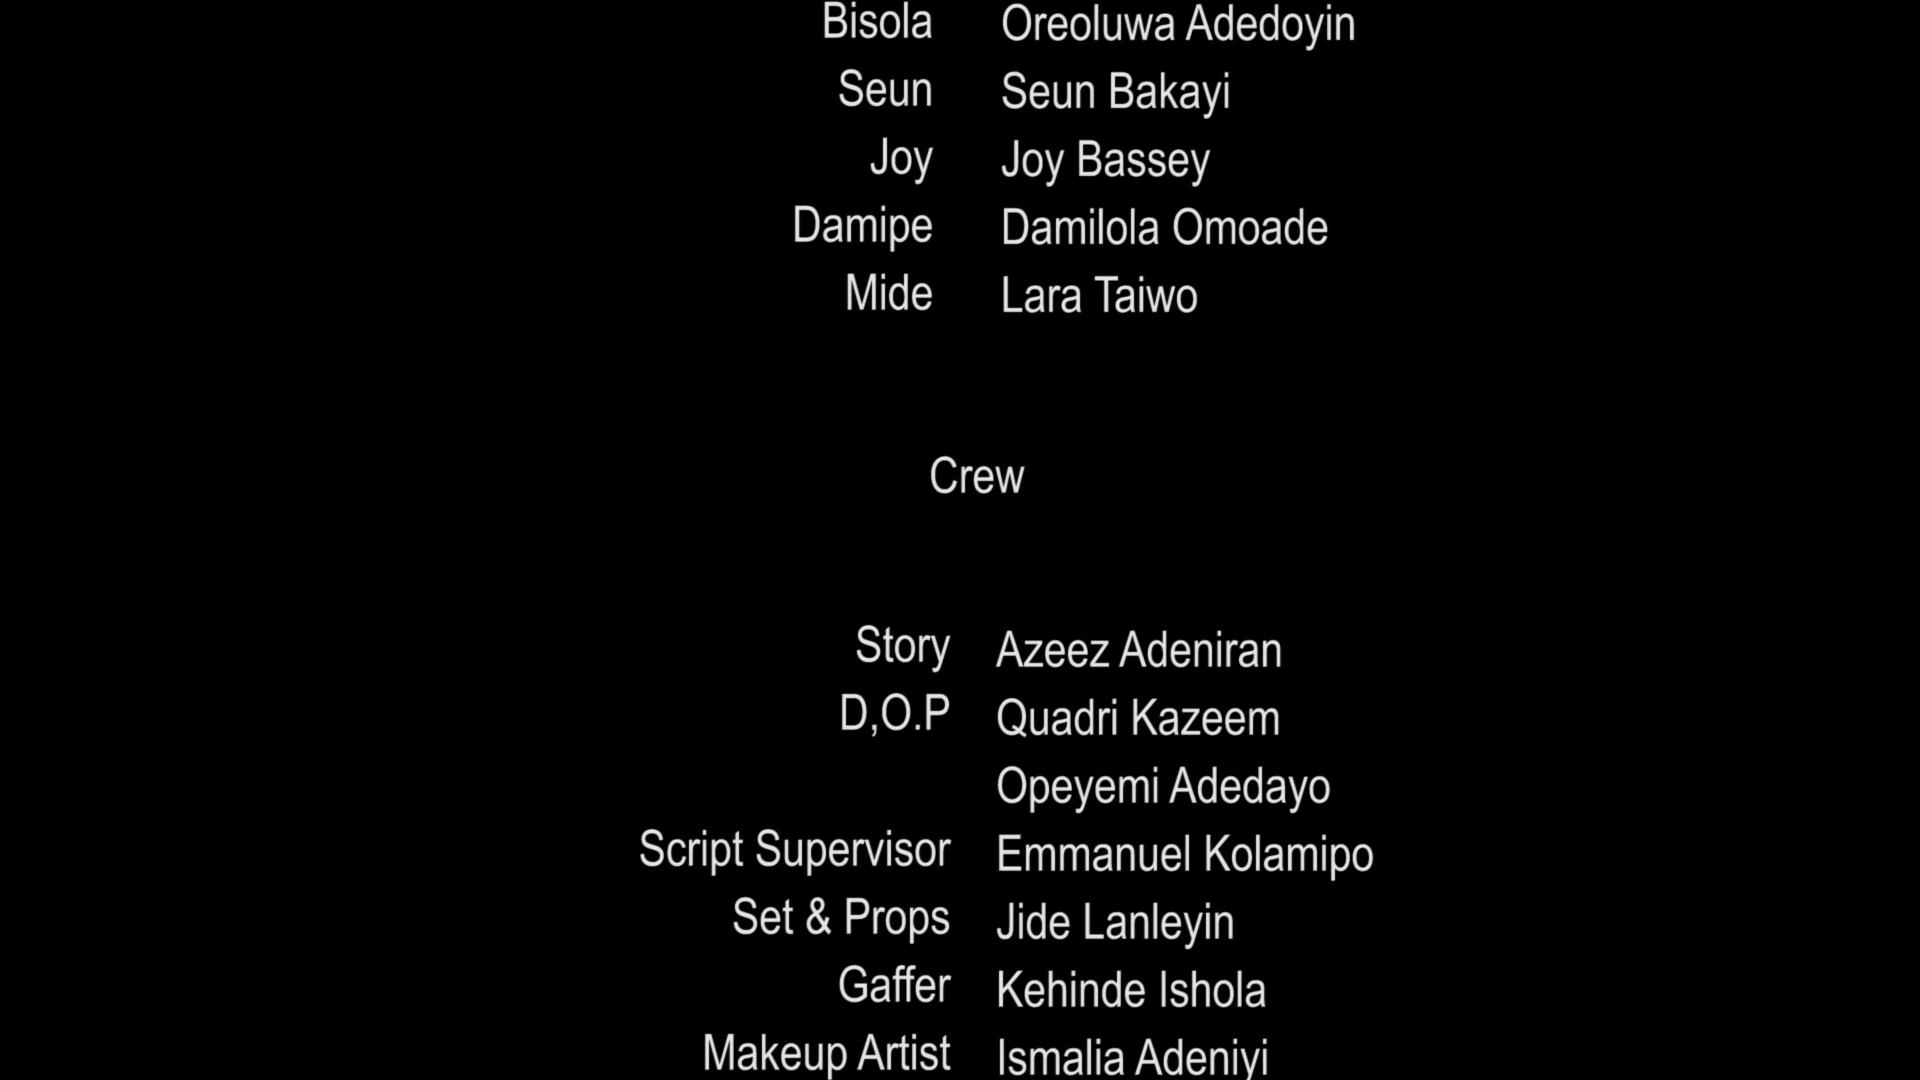 Bisola Oreoluwa Adedoyin
Seun Seun Bakayi
Joy Joy Bassey
Damipe Damilola Omoade
Mide Lara Taiwo
Crew
Story Azeez Adeniran
D,O.P Quadri Kazeem
Opeyemi Adedayo
Script Supervisor Emmanuel Kolamipo
Set & Props Jide Lanleyin
Gaffer Kehinde Ishola
Makeup Artist Ismalia Adeniyi